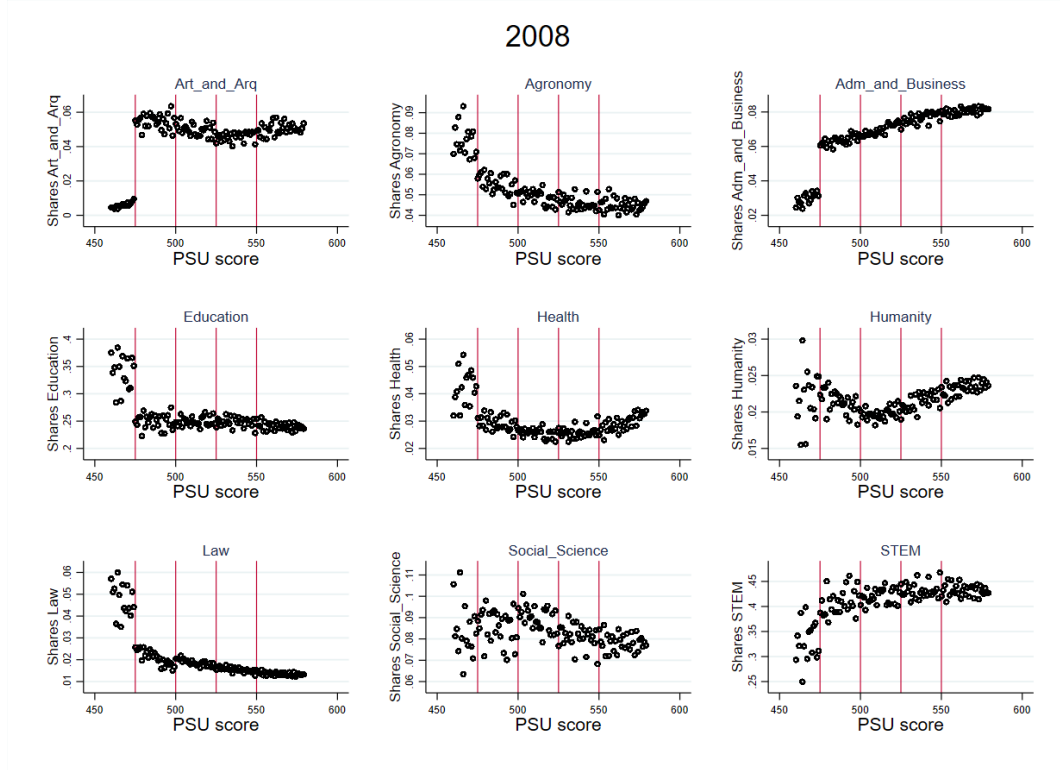 2008
Art_and_Arq
Shares Art_and_Arq
0 .02 .04 .06
450 500 550 600
PSU score
Agronomy
Shares Agronomy
.04 .05 .06 .07 .08 .09
450 500 550 600
PSU score
Adm_and_Business
Shares Adm_and_Business
.02 .04 .06 .08
450 500 550 600
PSU score
Education
Shares Education
.2 .25 .3 .35 .4
450 500 550 600
PSU score
Health
Shares Health
.02 .03 .04 .05 .06
450 500 550 600
PSU score
Humanity
Shares Humanity
.015 .02 .025 .03
450 500 550 600
PSU score
Law
Shares Law
.01 .02 .03 .04 .05 .06
450 500 550 600
PSU score
Social_Science
Shares Social_Science
.06 .07 .08 .09 .1 .11
450 500 550 600
PSU score
STEM
Shares STEM
.25 .3 .35 .4 .45
450 500 550 600
PSU score